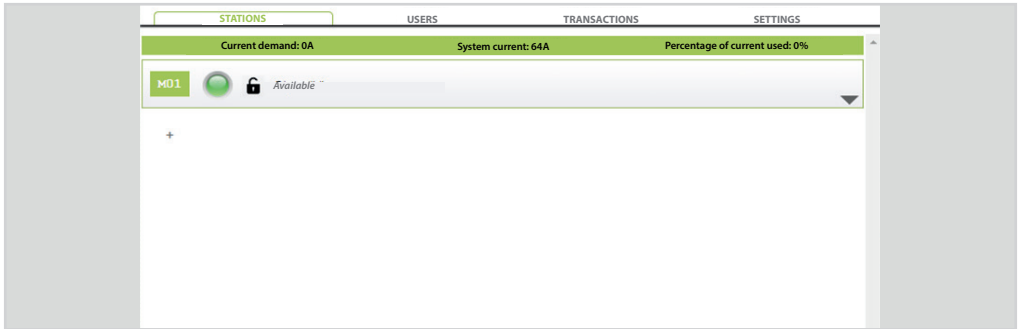 STATIONS USERS TRANSACTIONS SETTINGS
Current demand: 0A System current: 64A Percentage of current used: 0%
M01 Available
+